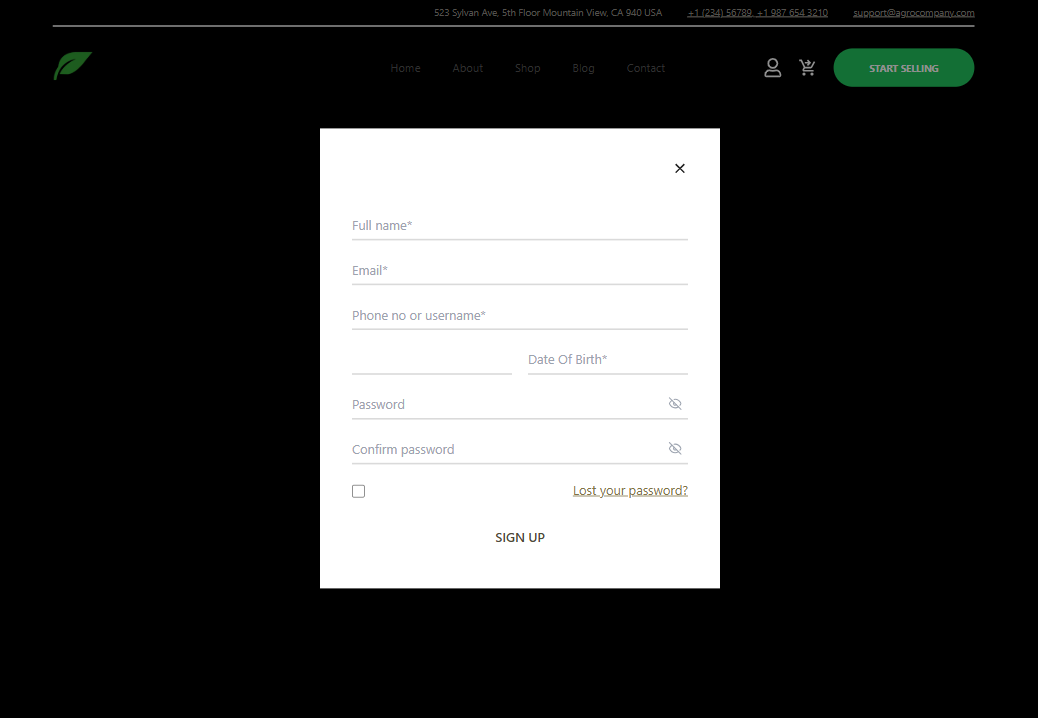 523 Sylvan Ave, 5th Floor Mountain View, CA 940 USA +1 (234) 56789, +1 987 654 3210 support@agrocompany.com
Home About Shop Blog Contact START SELLING
Full name*
Email*
Phone no or username*
Date Of Birth*
Password
Confirm password
Lost your password?
SIGN UP